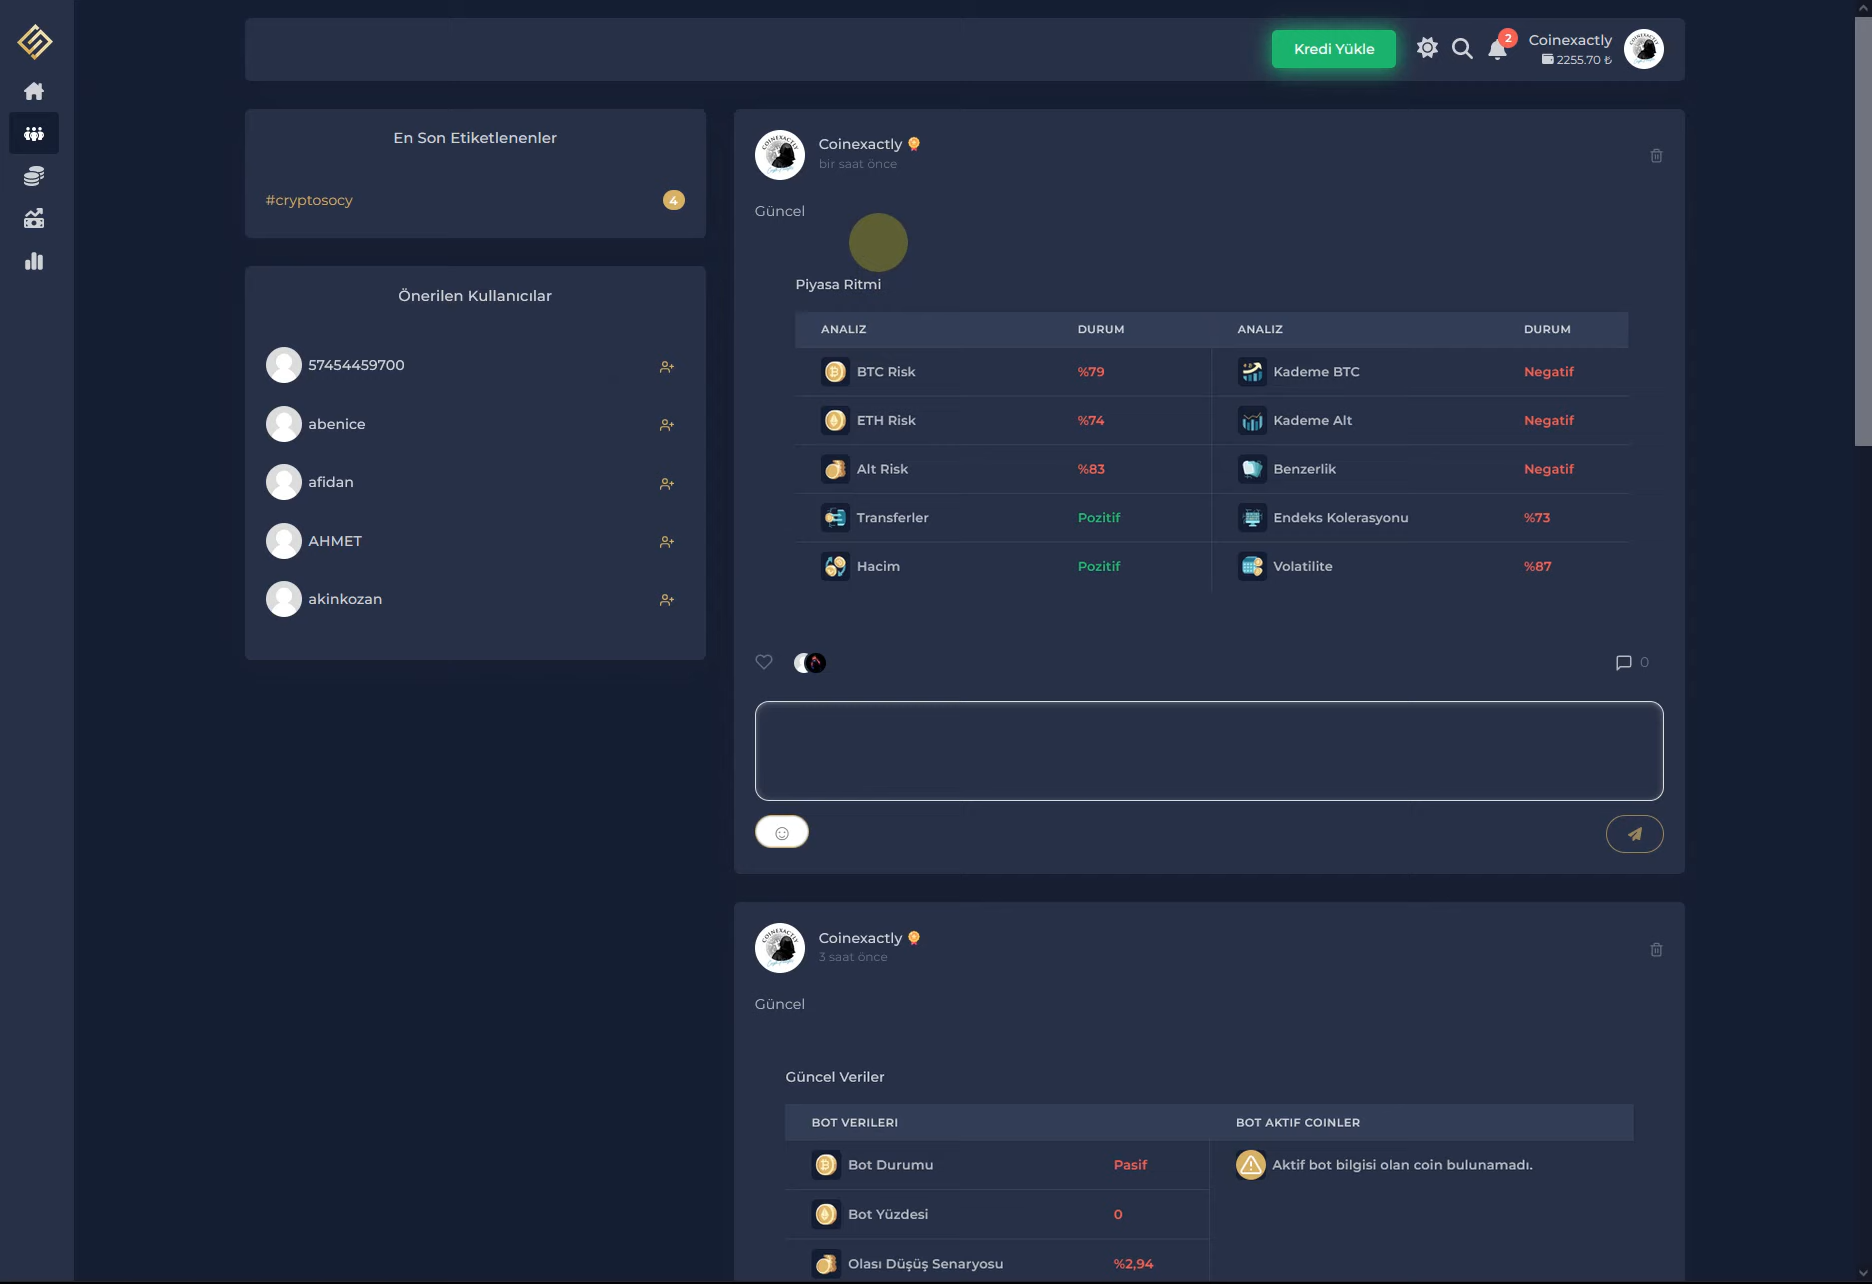 Kredi Yükle
2
Coinexactly
2255.70 ₺
En Son Etiketlenenler
#cryptosocy 4
Önerilen Kullanıcılar
57454459700
abenice
afidan
AHMET
akinkozan
Coinexactly
bir saat önce
Güncel
Piyasa Ritmi
ANALIZ DURUM ANALIZ DURUM
BTC Risk %79 Kademe BTC Negatif
ETH Risk %74 Kademe Alt Negatif
Alt Risk %83 Benzerlik Negatif
Transferler Pozitif Endeks Kolerasyonu %73
Hacim Pozitif Volatilite %87
0
Coinexactly
3 saat önce
Güncel
Güncel Veriler
BOT VERILERI BOT AKTIF COINLER
Bot Durumu Pasif Aktif bot bilgisi olan coin bulunamadı.
Bot Yüzdesi 0
Olası Düşüş Senaryosu %2,94